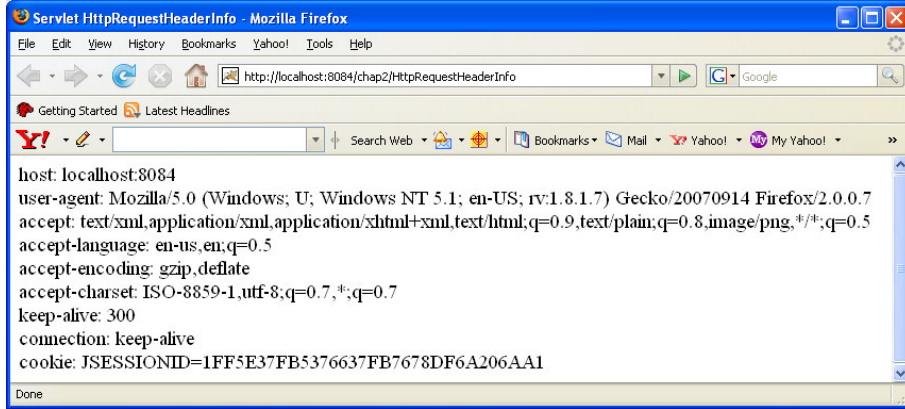 Servlet HttpRequestHeaderInfo - Mozilla Firefox
File Edit View History Bookmarks Yahoo! Tools Help
http://localhost:8084/chap2/HttpRequestHeaderInfo G Google
Getting Started Latest Headlines
Y! Search Web Bookmarks Mail Yahoo! My Yahoo! »
host: localhost:8084
user-agent: Mozilla/5.0 (Windows; U; Windows NT 5.1; en-US; rv:1.8.1.7) Gecko/20070914 Firefox/2.0.0.7
accept: text/xml,application/xml,application/xhtml+xml,text/html;q=0.9,text/plain;q=0.8,image/png,*/*;q=0.5
accept-language: en-us,en;q=0.5
accept-encoding: gzip,deflate
accept-charset: ISO-8859-1,utf-8;q=0.7,*;q=0.7
keep-alive: 300
connection: keep-alive
cookie: JSESSIONID=1FF5E37FB5376637FB7678DF6A206AA1
Done